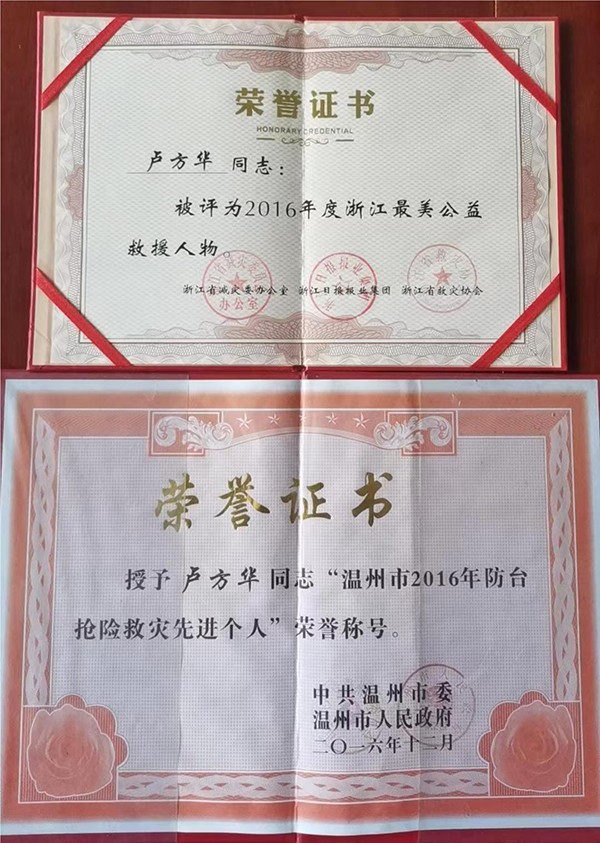 荣誉证书
HONORARY CREDENTIAL
卢方华 同志：
被评为2016年度浙江最美公益
救援人物。
浙江省减灾委办公室 浙江日报报业集团 浙江省救灾协会
办公室
荣誉证书
授予 卢方华 同志“温州市2016年防台
抢险救灾先进个人”荣誉称号。
中共温州市委
温州市人民政府
二〇一六年十二月